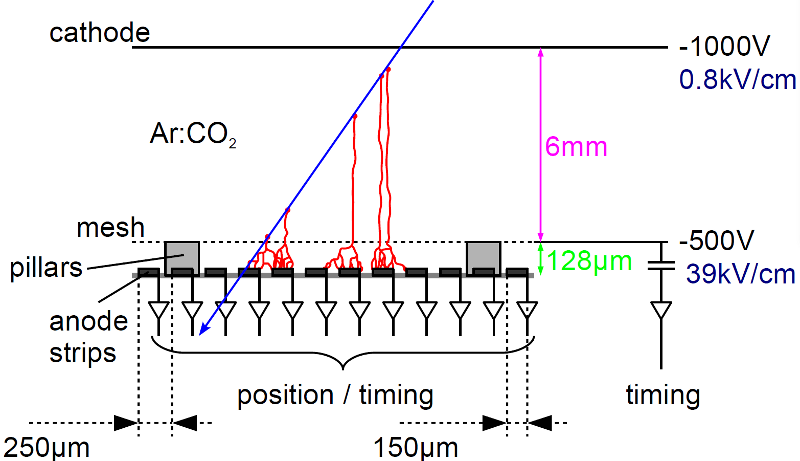 cathode
-1000V
0.8kV/cm
Ar:CO₂
6mm
mesh
-500V
pillars
128µm
39kV/cm
anode
strips
position / timing
timing
250µm
150µm